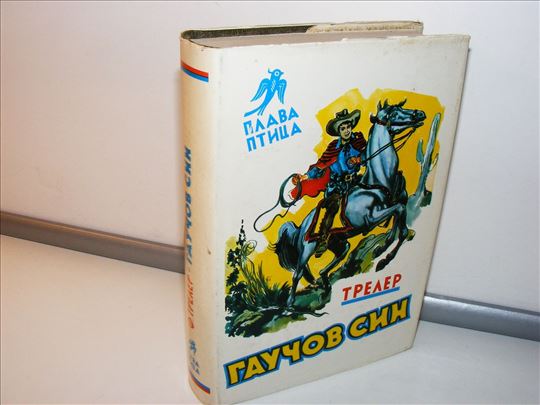 ПЛАВА
ПТИЦА
ТРЕЛЕР
ГАУЧОВ СИН
ТРЕЛЕР - ГАУЧОВ СИН